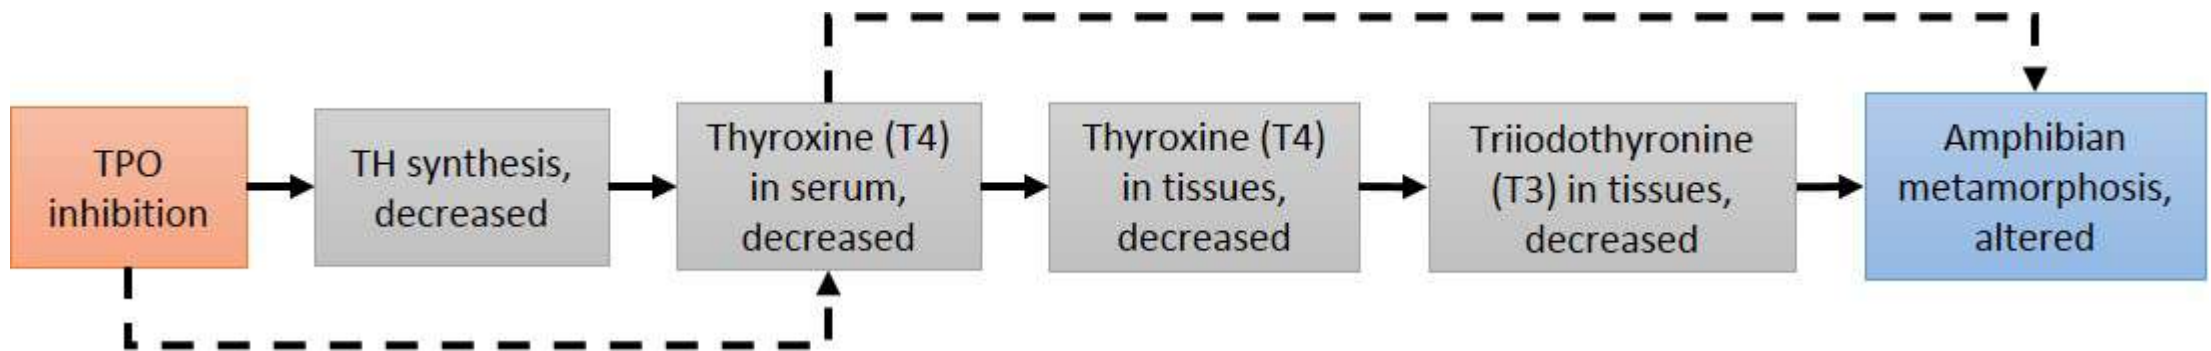 TPO
inhibition
TH synthesis,
decreased
Thyroxine (T4)
in serum,
decreased
Thyroxine (T4)
in tissues,
decreased
Triiodothyronine
(T3) in tissues,
decreased
Amphibian
metamorphosis,
altered